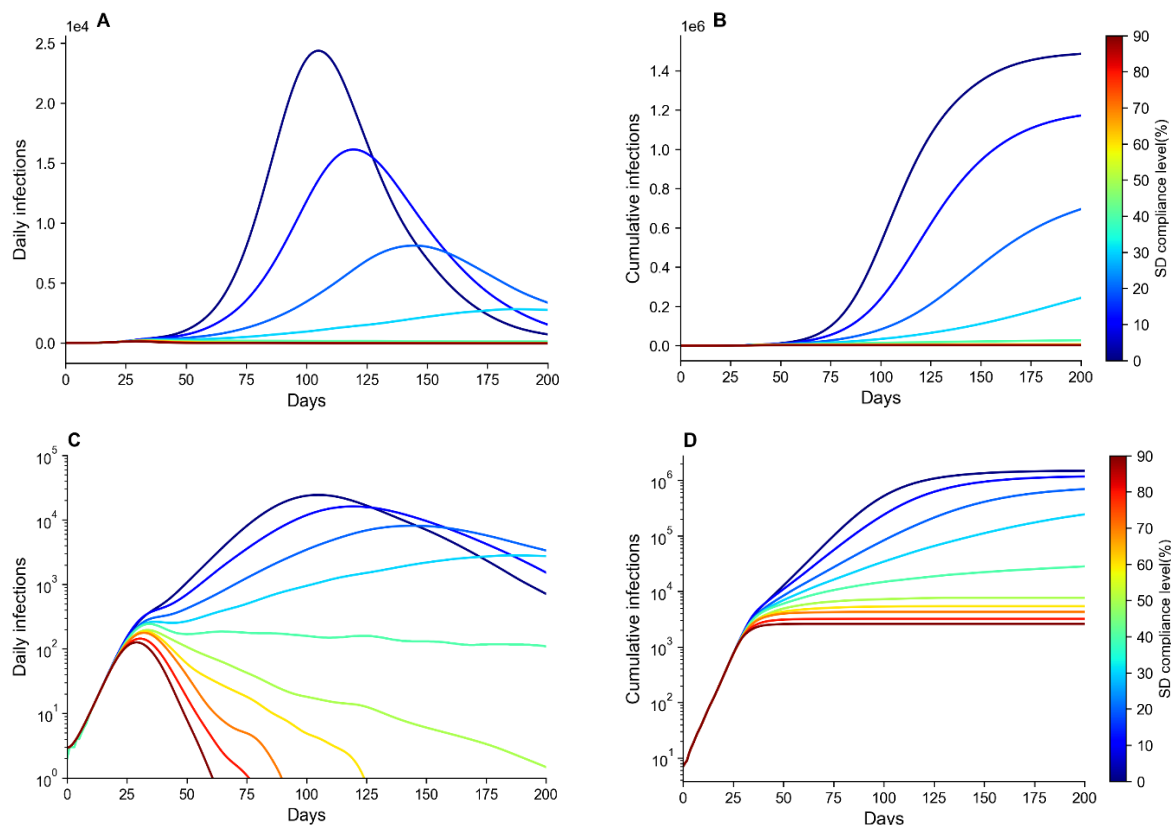 A
1e4
2.5
2.0
1.5
1.0
0.5
0.0
Daily infections
0 25 50 75 100 125 150 175 200
Days
B
1e6
1.4
1.2
1.0
0.8
0.6
0.4
0.2
0.0
Cumulative infections
0 25 50 75 100 125 150 175 200
Days
90
80
70
60
50
40
30
20
10
0
SD compliance level(%)
C
10^5
10^4
10^3
10^2
10^1
10^0
Daily infections
0 25 50 75 100 125 150 175 200
Days
D
10^6
10^5
10^4
10^3
10^2
10^1
Cumulative infections
0 25 50 75 100 125 150 175 200
Days
90
80
70
60
50
40
30
20
10
0
SD compliance level(%)